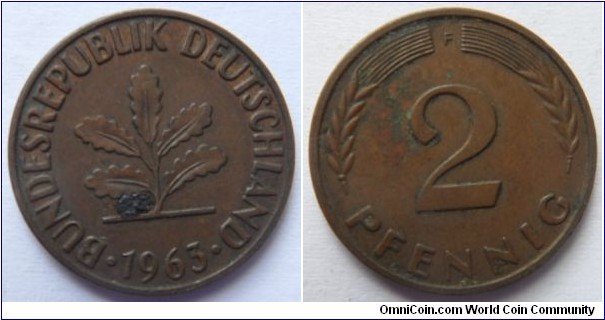 BUNDESREPUBLIK DEUTSCHLAND
· 1963 ·
F
2
PFENNIG
OmniCoin.com World Coin Community